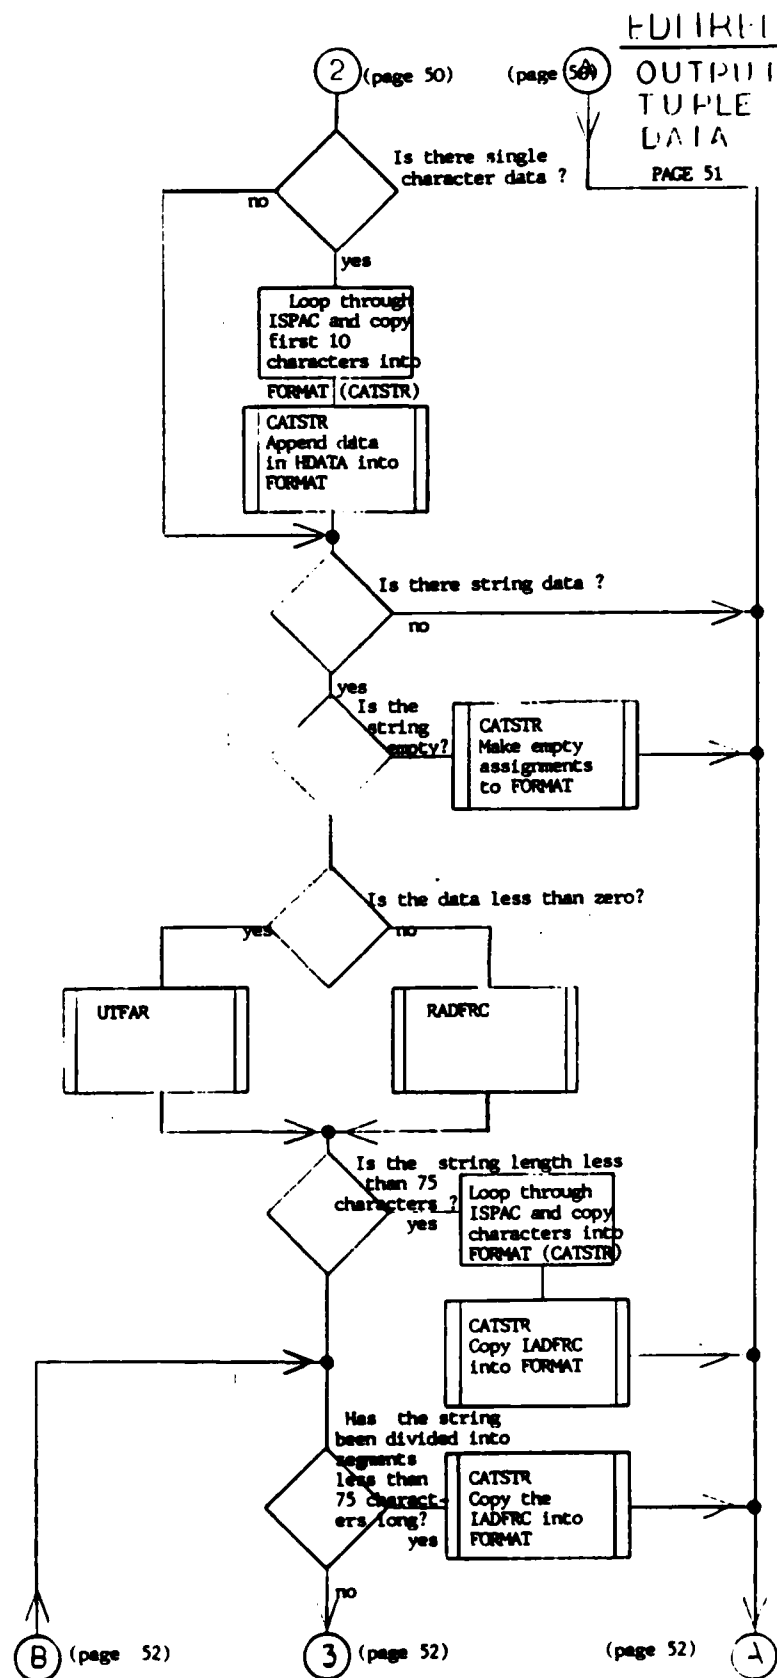 OUTPUT
TUPLE
DATA
PAGE 51
2 (page 50)
(page 50) A
Is there single
character data ?
no
yes
Loop through
ISPAC and copy
first 10
characters into
FORMAT (CATSTR)
CATSTR
Append data
in HDATA into
FORMAT
Is there string data ?
no
yes
Is the
string
empty?
CATSTR
Make empty
assignments
to FORMAT
Is the data less than zero?
yes
no
UTFAR
RADFRC
Is the string length less
than 75
characters ?
yes
Loop through
ISPAC and copy
characters into
FORMAT (CATSTR)
CATSTR
Copy IADFRC
into FORMAT
Has the string
been divided into
segments
less than
75 charact-
ers long?
yes
CATSTR
Copy the
IADFRC into
FORMAT
no
B (page 52)
3 (page 52)
(page 52)